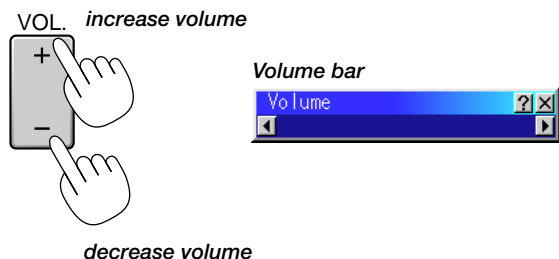 VOL.
increase volume
+
−
decrease volume
Volume bar
Volume
? ×